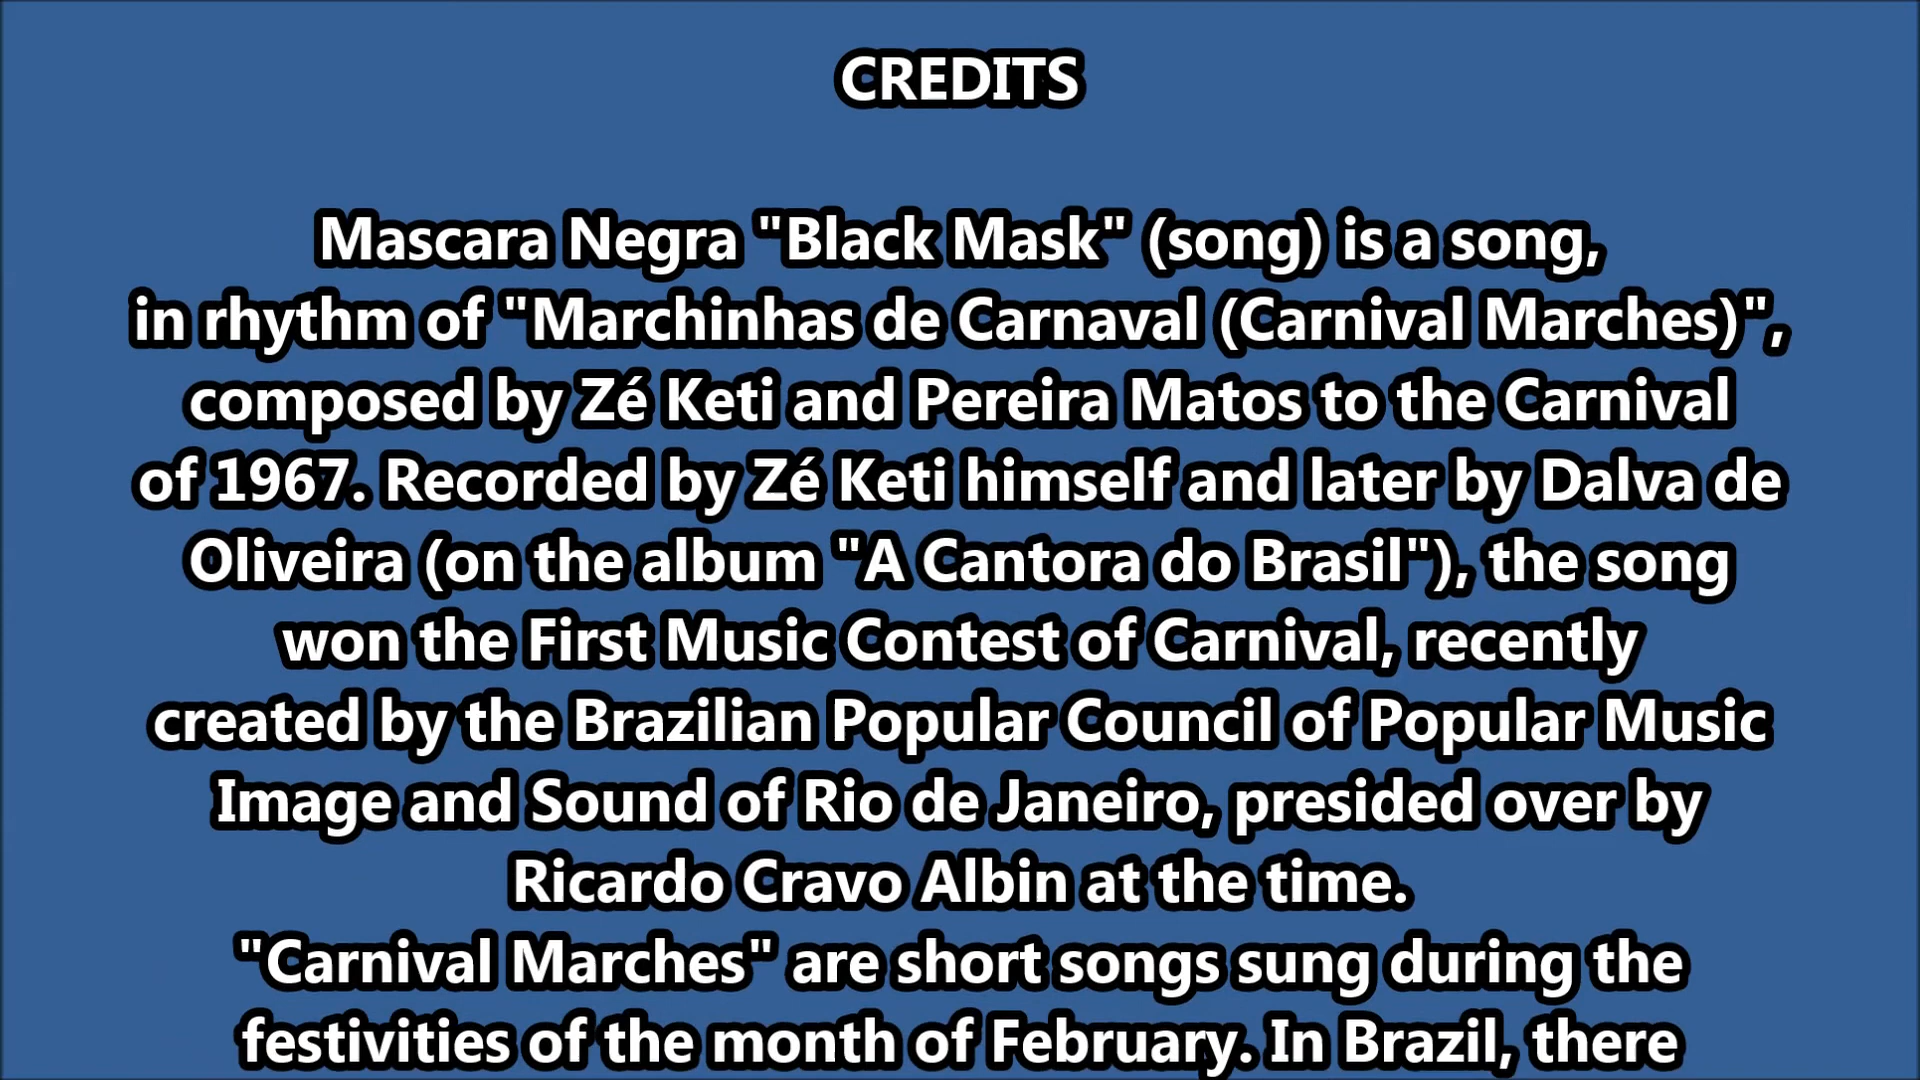 CREDITS
Mascara Negra "Black Mask" (song) is a song,
in rhythm of "Marchinhas de Carnaval (Carnival Marches)",
composed by Zé Keti and Pereira Matos to the Carnival
of 1967. Recorded by Zé Keti himself and later by Dalva de
Oliveira (on the album "A Cantora do Brasil"), the song
won the First Music Contest of Carnival, recently
created by the Brazilian Popular Council of Popular Music
Image and Sound of Rio de Janeiro, presided over by
Ricardo Cravo Albin at the time.
"Carnival Marches" are short songs sung during the
festivities of the month of February. In Brazil, there